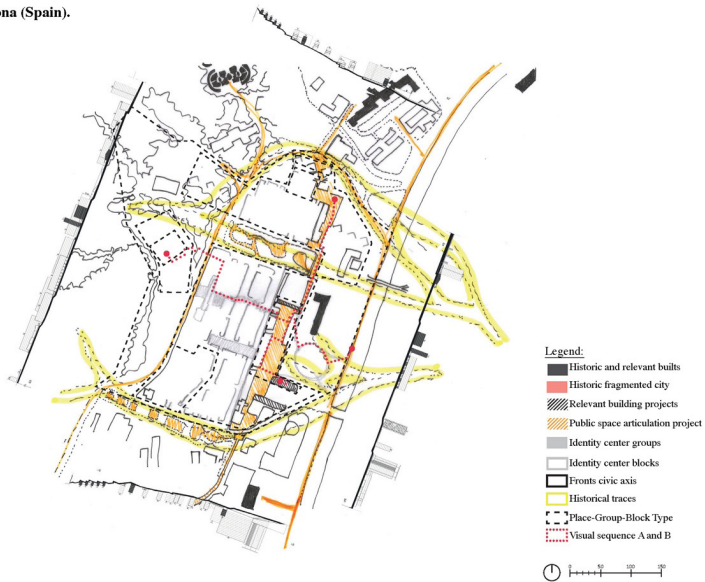 ona (Spain).
Legend:
Historic and relevant builts
Historic fragmented city
Relevant building projects
Public space articulation project
Identity center groups
Identity center blocks
Fronts civic axis
Historical traces
Place-Group-Block Type
Visual sequence A and B
0 50 100 150